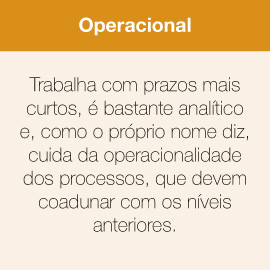 Operacional
Trabalha com prazos mais
curtos, é bastante analítico
e, como o próprio nome diz,
cuida da operacionalidade
dos processos, que devem
coadunar com os níveis
anteriores.